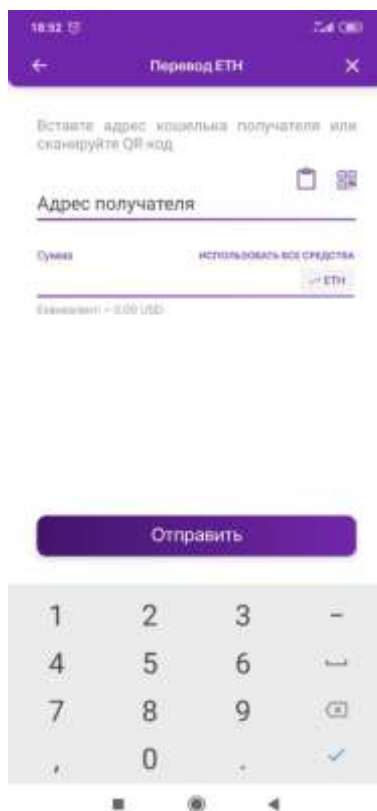 18:52
Перевод ETH
Вставьте адрес кошелька получателя или
сканируйте QR-код
Адрес получателя
Сумма
ИСПОЛЬЗОВАТЬ ВСЕ СРЕДСТВА
ETH
Эквивалент: ~ 0.00 USD
Отправить
1 2 3 –
4 5 6
7 8 9
, 0 .